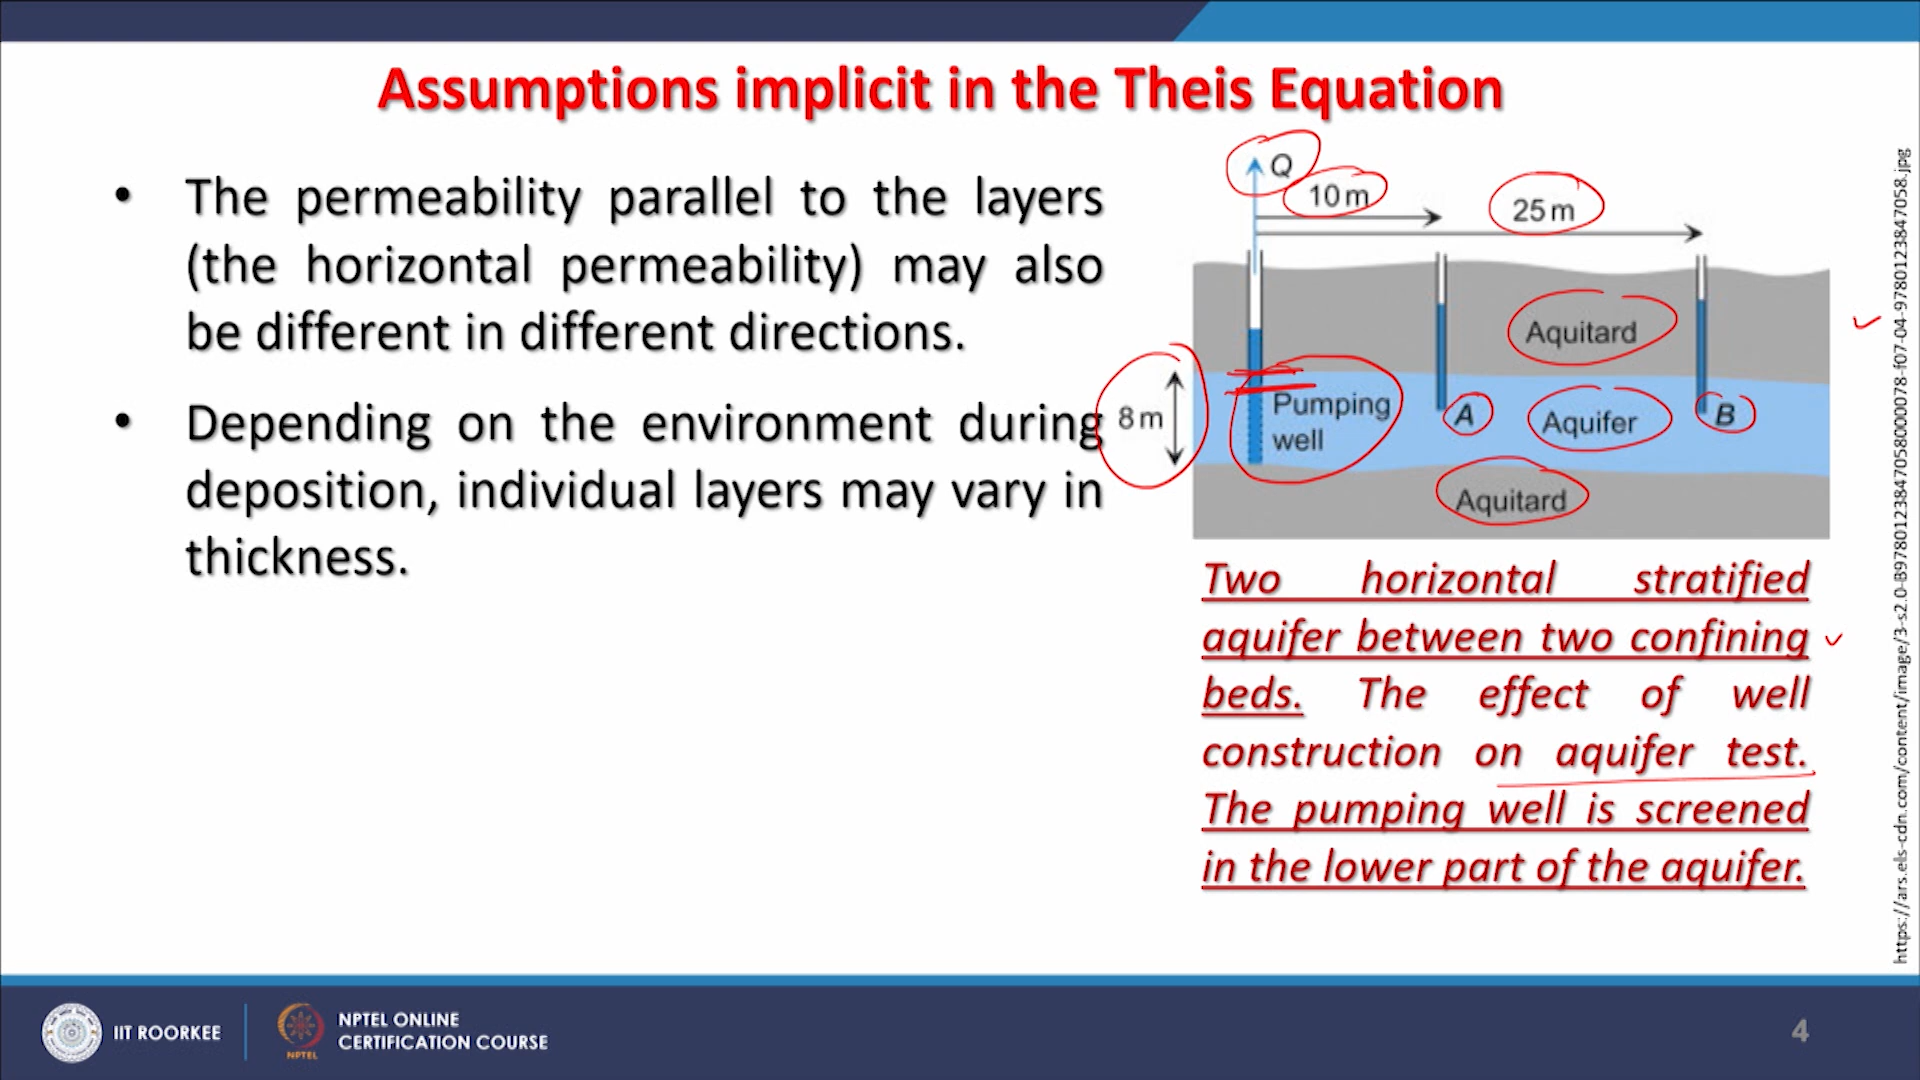 Assumptions implicit in the Theis Equation
• The permeability parallel to the layers
(the horizontal permeability) may also
be different in different directions.
• Depending on the environment during
deposition, individual layers may vary in
thickness.
Q
10 m
25 m
Aquitard
8 m
Pumping
well
A
Aquifer
B
Aquitard
Two horizontal stratified
aquifer between two confining
beds. The effect of well
construction on aquifer test.
The pumping well is screened
in the lower part of the aquifer.
https://ars.els-cdn.com/content/image/3-s2.0-B9780123847058000078-f07-04-9780123847058.jpg
IIT ROORKEE
NPTEL
NPTEL ONLINE
CERTIFICATION COURSE
4